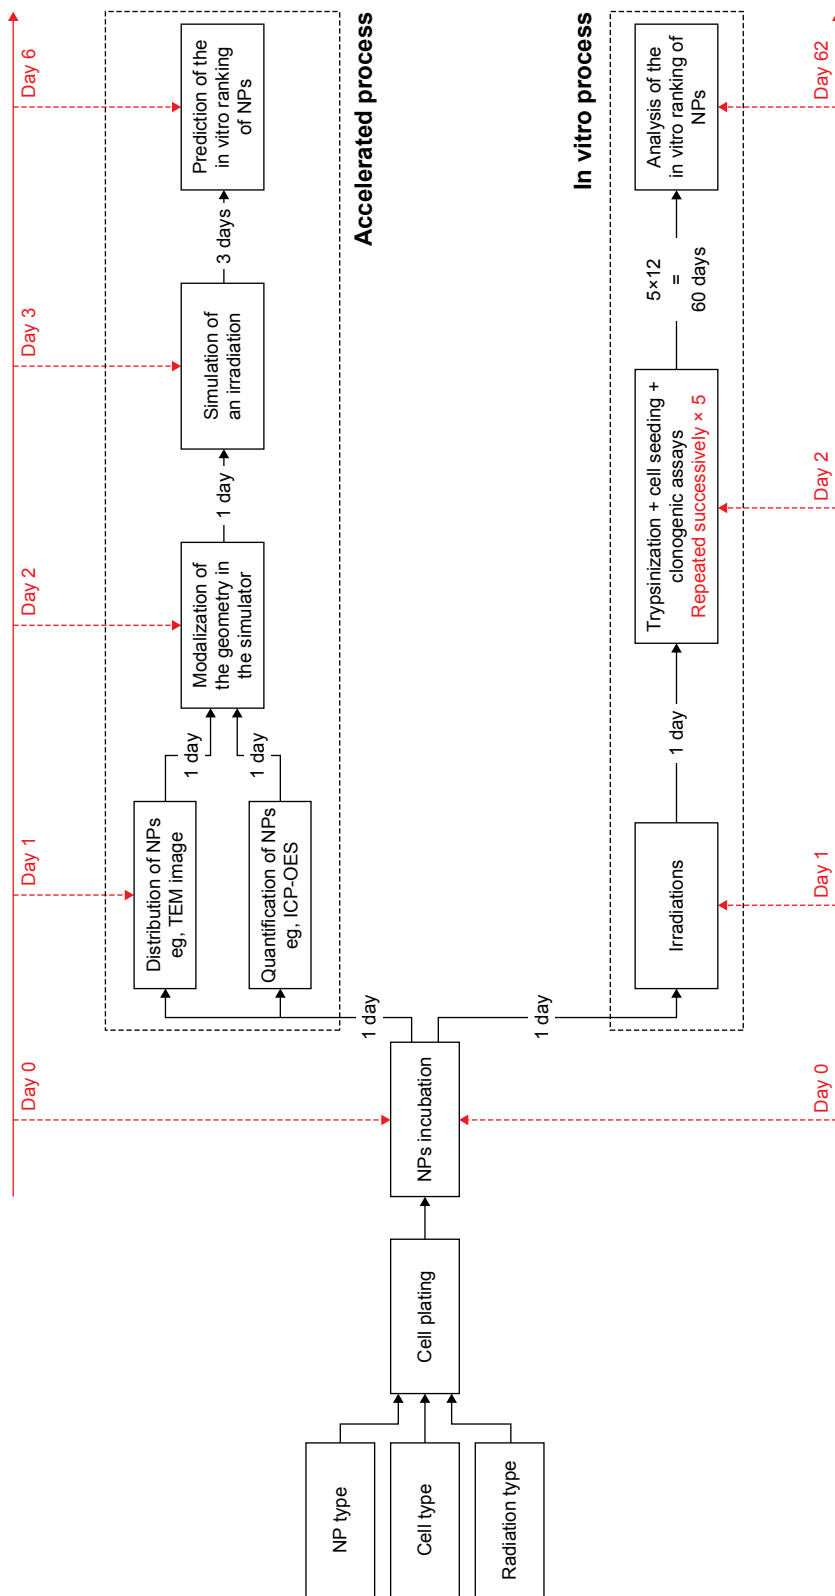 Day 0
Day 1
Day 2
Day 3
Day 6
NP type
Cell type
Radiation type
Cell plating
NPs incubation
1 day
Distribution of NPs
eg, TEM image
Quantification of NPs
eg, ICP-OES
1 day
1 day
Modalization of
the geometry in
the simulator
1 day
Simulation of
an irradiation
3 days
Prediction of the
in vitro ranking
of NPs
Accelerated process
In vitro process
1 day
Irradiations
1 day
Trypsinization + cell seeding +
clonogenic assays
Repeated successively × 5
5×12
=
60 days
Analysis of the
in vitro ranking of
NPs
Day 0
Day 1
Day 2
Day 62